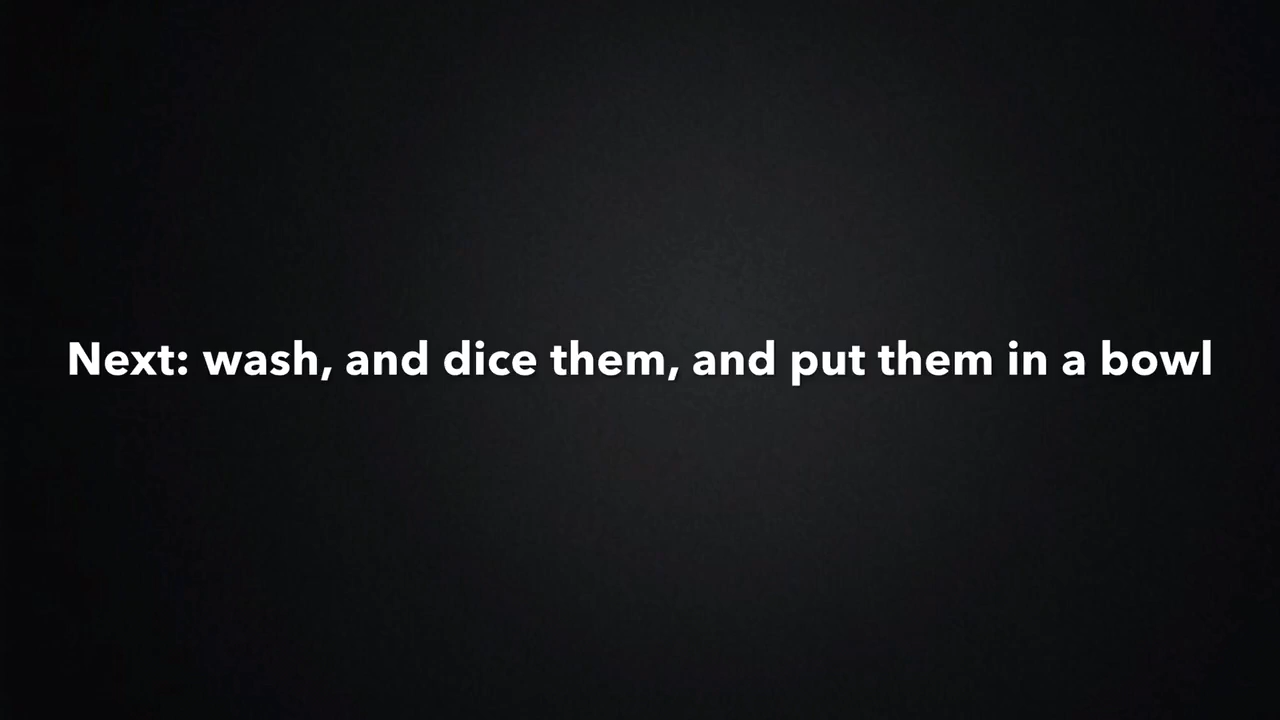 Next: wash, and dice them, and put them in a bowl